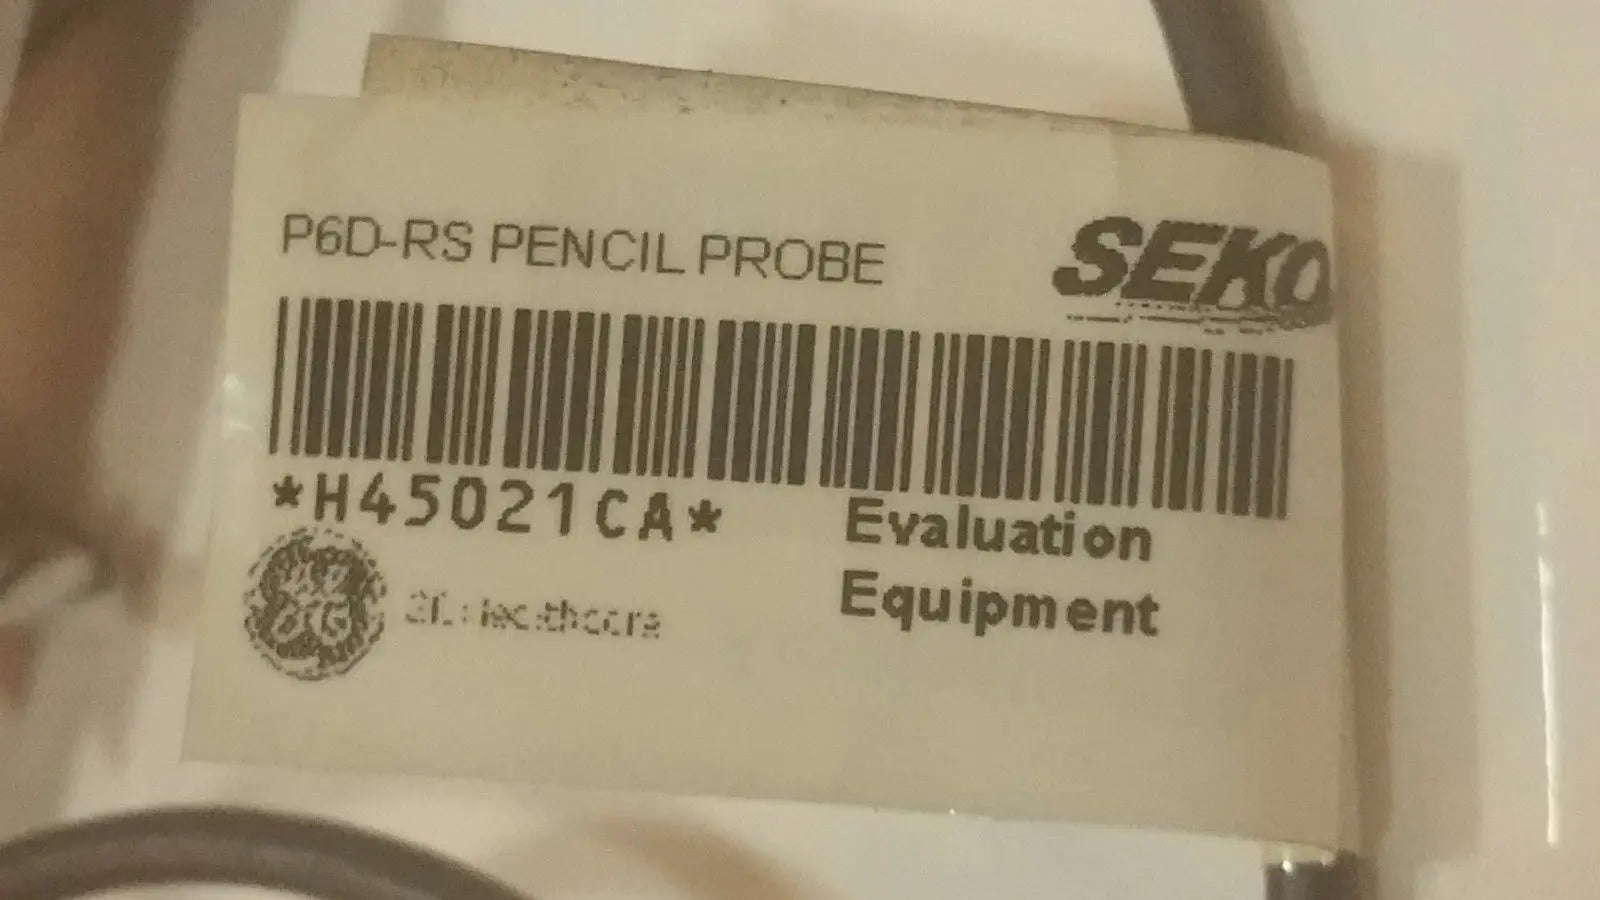 P6D-RS PENCIL PROBE
SEKO
*H45021CA*
Evaluation
Equipment